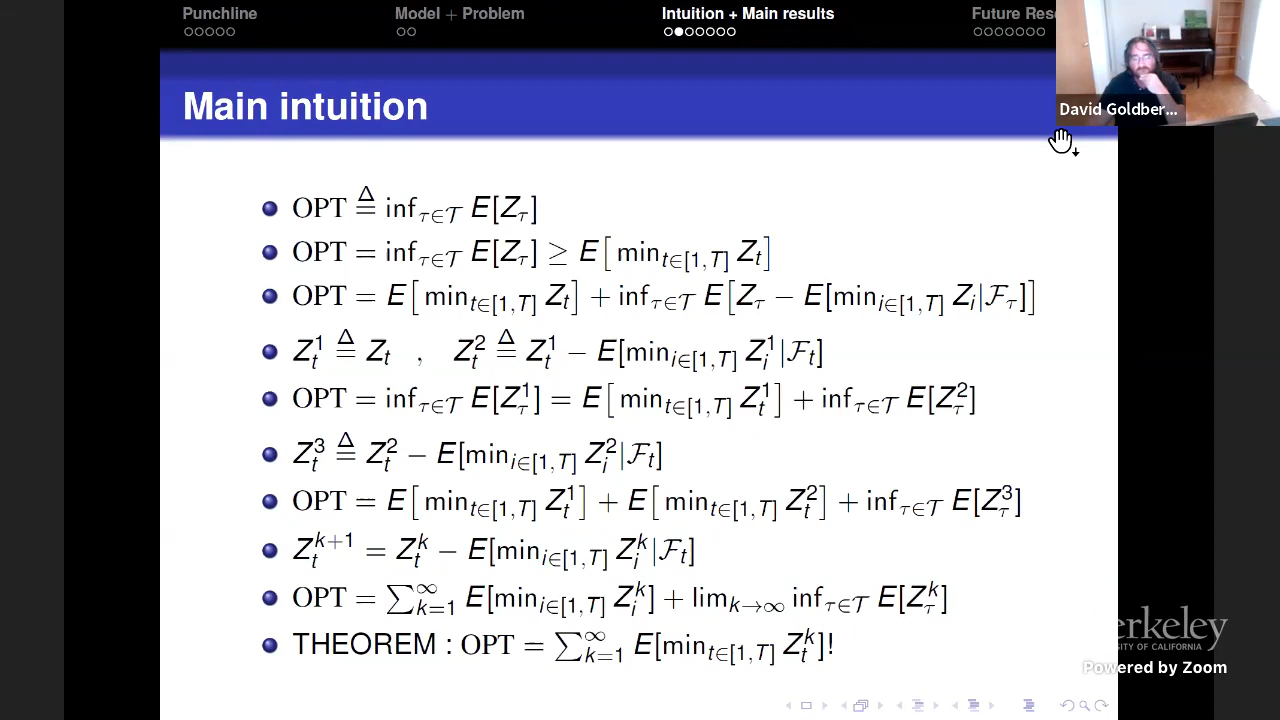 Punchline Model + Problem Intuition + Main results Future
Main intuition
David Goldber...
OPT ≜ inf_{τ∈𝒯} E[Z_τ]
OPT = inf_{τ∈𝒯} E[Z_τ] ≥ E[min_{t∈[1,T]} Z_t]
OPT = E[min_{t∈[1,T]} Z_t] + inf_{τ∈𝒯} E[Z_τ − E[min_{i∈[1,T]} Z_i|ℱ_τ]]
Z_t^1 ≜ Z_t , Z_t^2 ≜ Z_t^1 − E[min_{i∈[1,T]} Z_i^1|ℱ_t]
OPT = inf_{τ∈𝒯} E[Z_τ^1] = E[min_{t∈[1,T]} Z_t^1] + inf_{τ∈𝒯} E[Z_τ^2]
Z_t^3 ≜ Z_t^2 − E[min_{i∈[1,T]} Z_i^2|ℱ_t]
OPT = E[min_{t∈[1,T]} Z_t^1] + E[min_{t∈[1,T]} Z_t^2] + inf_{τ∈𝒯} E[Z_τ^3]
Z_t^{k+1} = Z_t^k − E[min_{i∈[1,T]} Z_i^k|ℱ_t]
OPT = ∑_{k=1}^∞ E[min_{i∈[1,T]} Z_i^k] + lim_{k→∞} inf_{τ∈𝒯} E[Z_τ^k]
THEOREM : OPT = ∑_{k=1}^∞ E[min_{t∈[1,T]} Z_t^k]!
erkeley
OF CALIFORNIA
Powered by Zoom